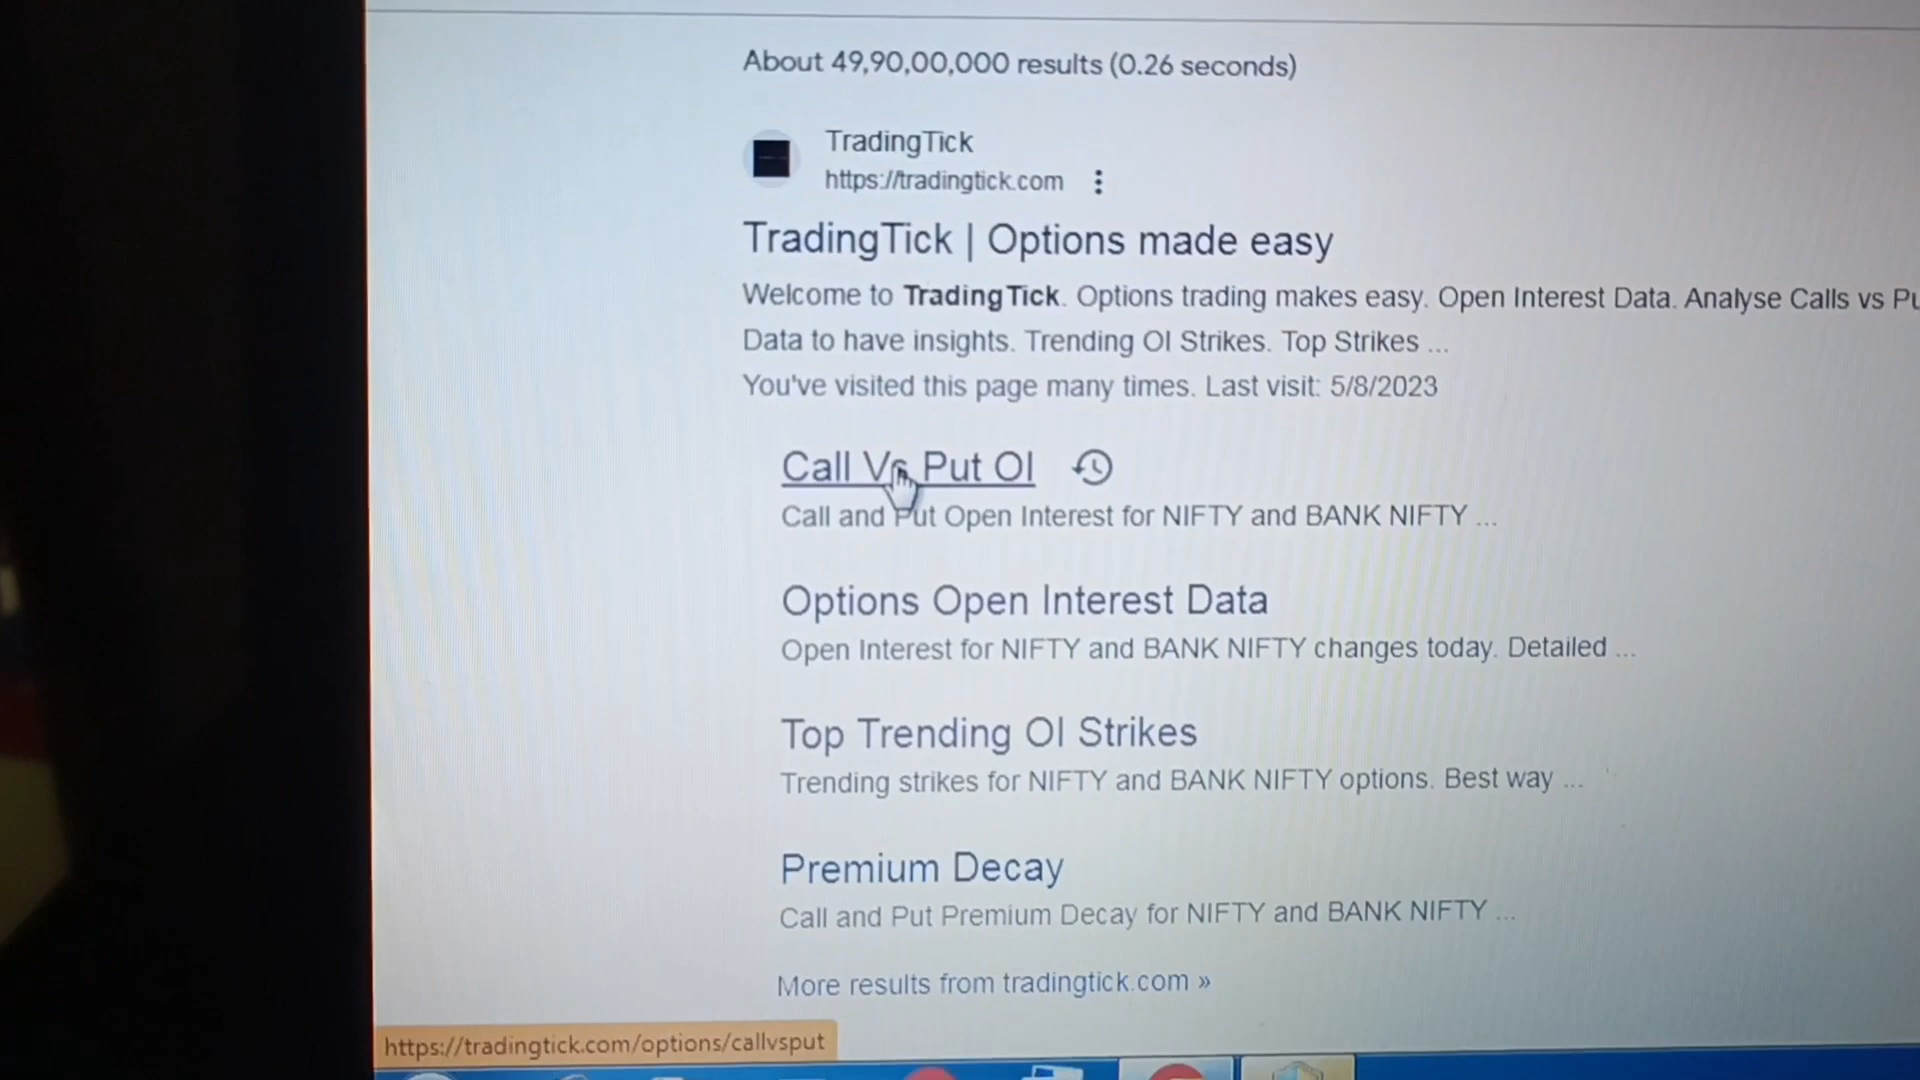 About 49,90,00,000 results (0.26 seconds)
TradingTick
https://tradingtick.com
TradingTick | Options made easy
Welcome to TradingTick. Options trading makes easy. Open Interest Data. Analyse Calls vs
Data to have insights. Trending OI Strikes. Top Strikes ...
You've visited this page many times. Last visit: 5/8/2023
Call Vs Put OI
Call and Put Open Interest for NIFTY and BANK NIFTY ...
Options Open Interest Data
Open Interest for NIFTY and BANK NIFTY changes today. Detailed ...
Top Trending OI Strikes
Trending strikes for NIFTY and BANK NIFTY options. Best way ...
Premium Decay
Call and Put Premium Decay for NIFTY and BANK NIFTY ...
More results from tradingtick.com »
https://tradingtick.com/options/callvsput